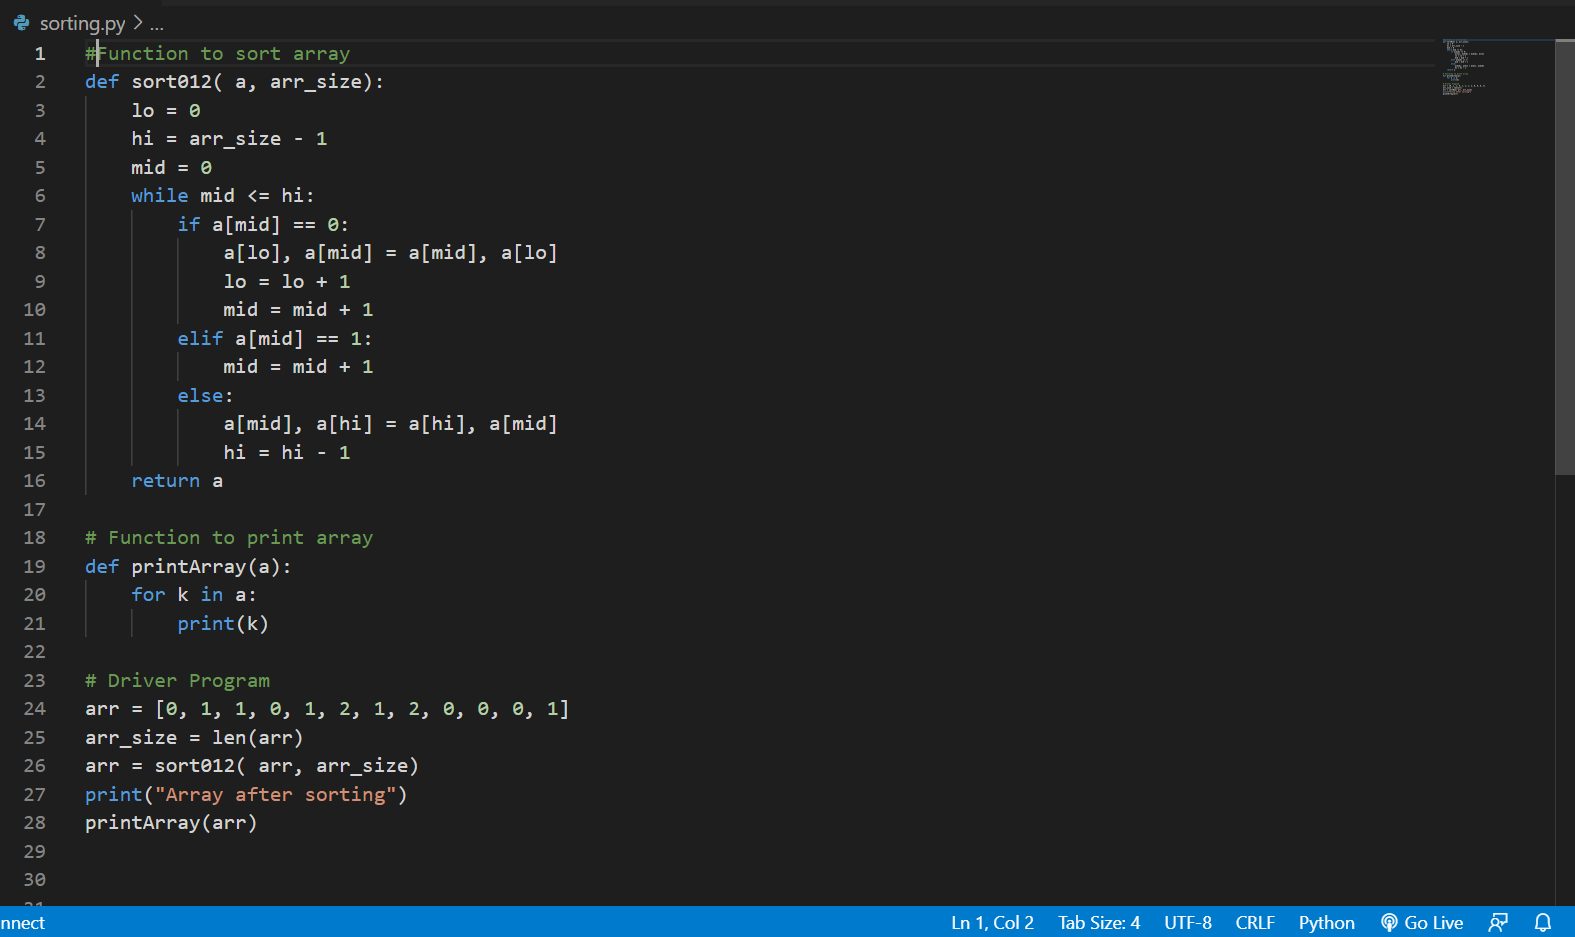 sorting.py > ...
1 #Function to sort array
2 def sort012( a, arr_size):
3     lo = 0
4     hi = arr_size - 1
5     mid = 0
6     while mid <= hi:
7         if a[mid] == 0:
8             a[lo], a[mid] = a[mid], a[lo]
9             lo = lo + 1
10             mid = mid + 1
11         elif a[mid] == 1:
12             mid = mid + 1
13         else:
14             a[mid], a[hi] = a[hi], a[mid]
15             hi = hi - 1
16     return a
17
18 # Function to print array
19 def printArray(a):
20     for k in a:
21         print(k)
22
23 # Driver Program
24 arr = [0, 1, 1, 0, 1, 2, 1, 2, 0, 0, 0, 1]
25 arr_size = len(arr)
26 arr = sort012( arr, arr_size)
27 print("Array after sorting")
28 printArray(arr)
29
30
31
nnect Ln 1, Col 2 Tab Size: 4 UTF-8 CRLF Python Go Live